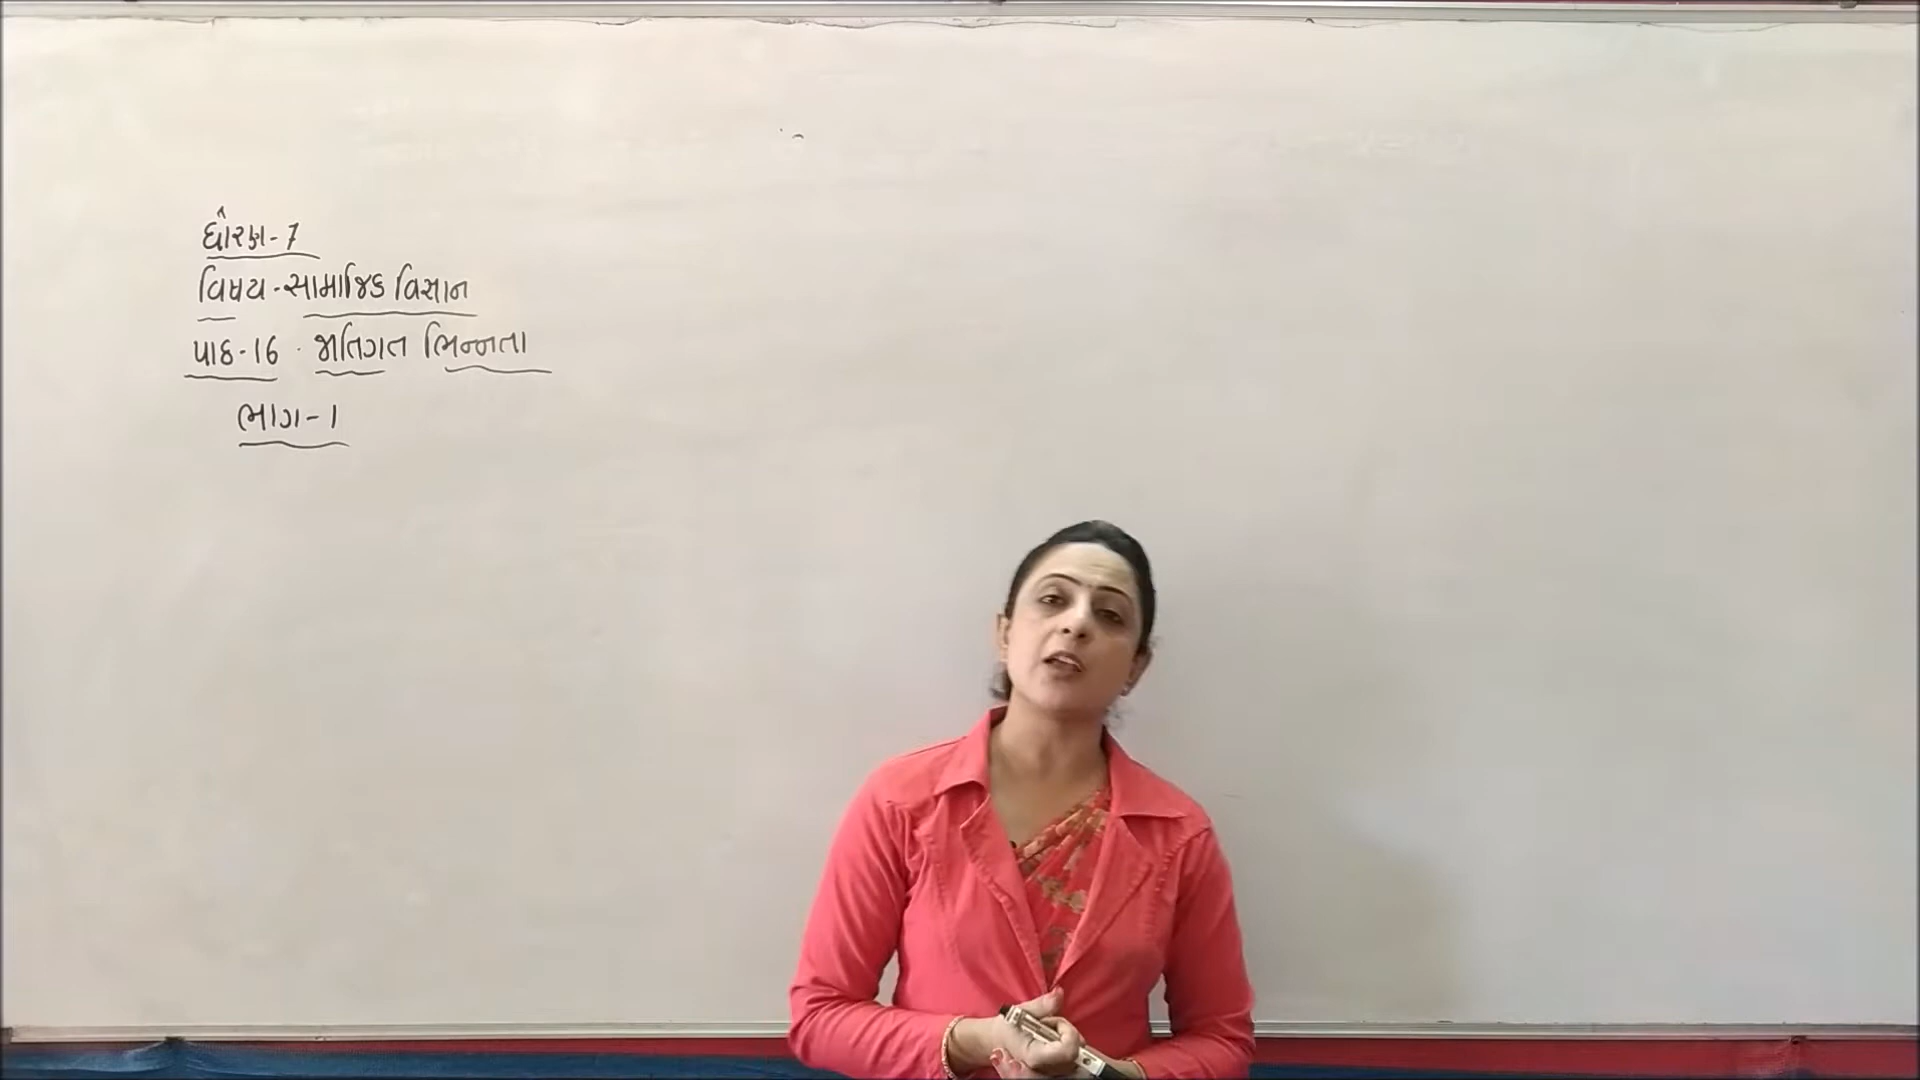 ધોરણ-7
વિષય-સામાજિક વિજ્ઞાન
પાઠ-16 જાતિગત ભિન્નતા
ભાગ-1